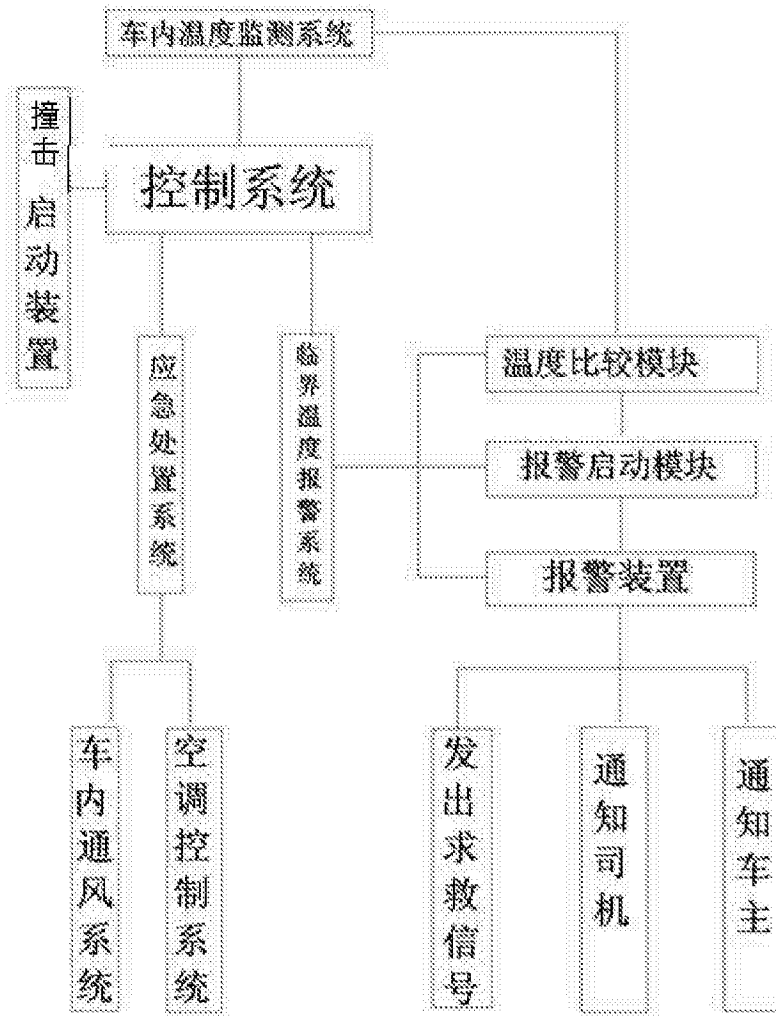 车内温度监测系统
撞击启动装置
控制系统
应急处置系统
临界温度报警系统
温度比较模块
报警启动模块
报警装置
车内通风系统
空调控制系统
发出求救信号
通知司机
通知车主